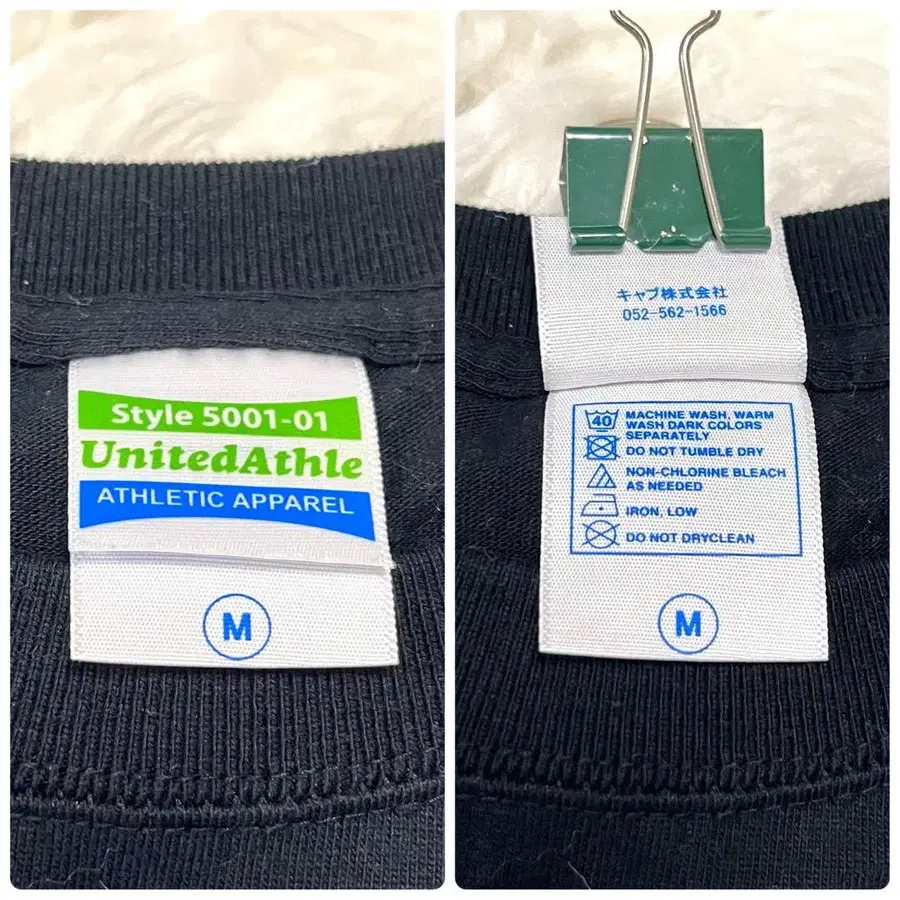 Style 5001-01
UnitedAthle
ATHLETIC APPAREL
M
キャブ株式会社
052-562-1566
40
MACHINE WASH, WARM
WASH DARK COLORS
SEPARATELY
DO NOT TUMBLE DRY
NON-CHLORINE BLEACH
AS NEEDED
IRON, LOW
DO NOT DRYCLEAN
M